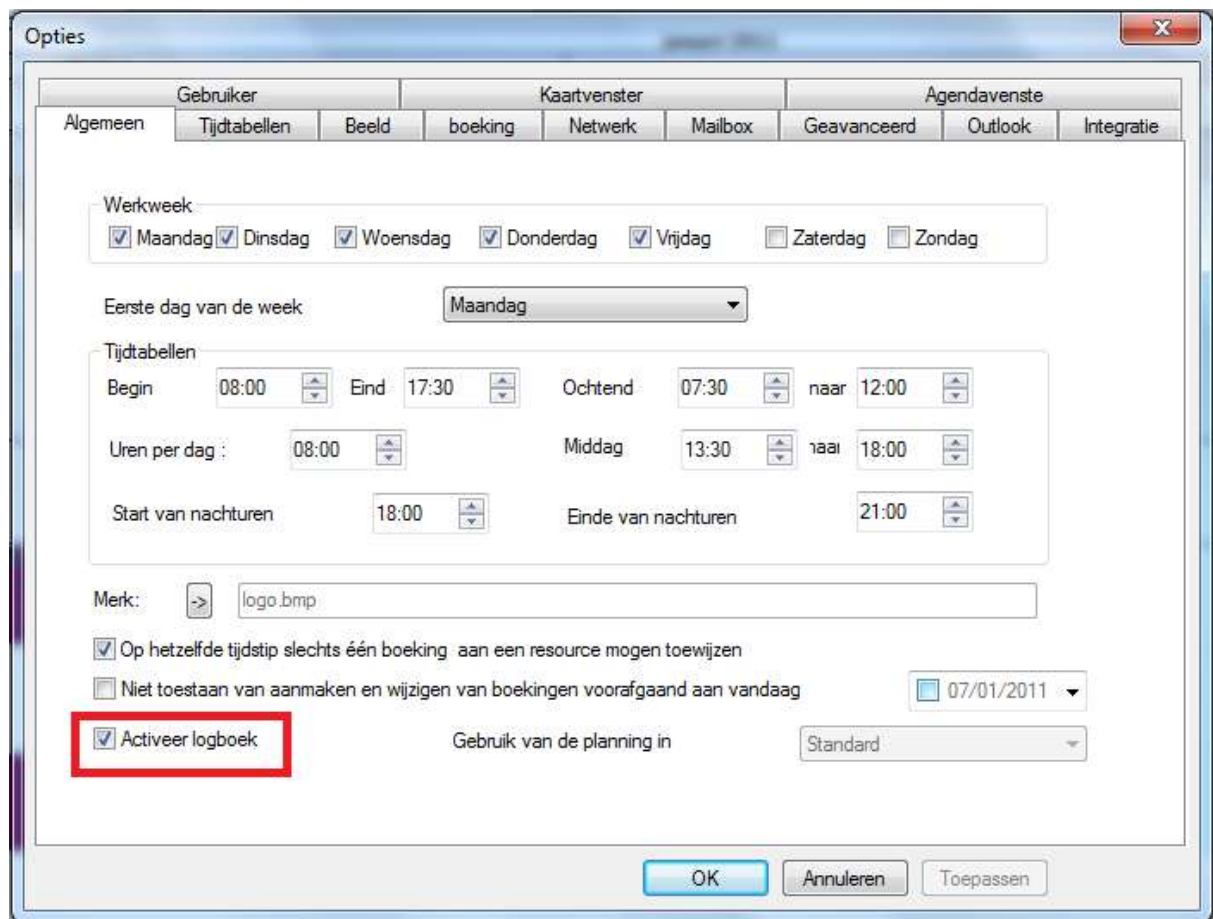 Opties
Gebruiker Kaartvenster Agendavenste
Algemeen Tijdtabellen Beeld boeking Netwerk Mailbox Geavanceerd Outlook Integratie
Werkweek
Maandag Dinsdag Woensdag Donderdag Vrijdag Zaterdag Zondag
Eerste dag van de week Maandag
Tijdtabellen
Begin 08:00 Eind 17:30 Ochtend 07:30 naar 12:00
Uren per dag : 08:00 Middag 13:30 naar 18:00
Start van nachturen 18:00 Einde van nachturen 21:00
Merk: -> logo.bmp
Op hetzelfde tijdstip slechts één boeking aan een resource mogen toewijzen
Niet toestaan van aanmaken en wijzigen van boekingen voorafgaand aan vandaag 07/01/2011
Activeer logboek Gebruik van de planning in Standard
OK Annuleren Toepassen